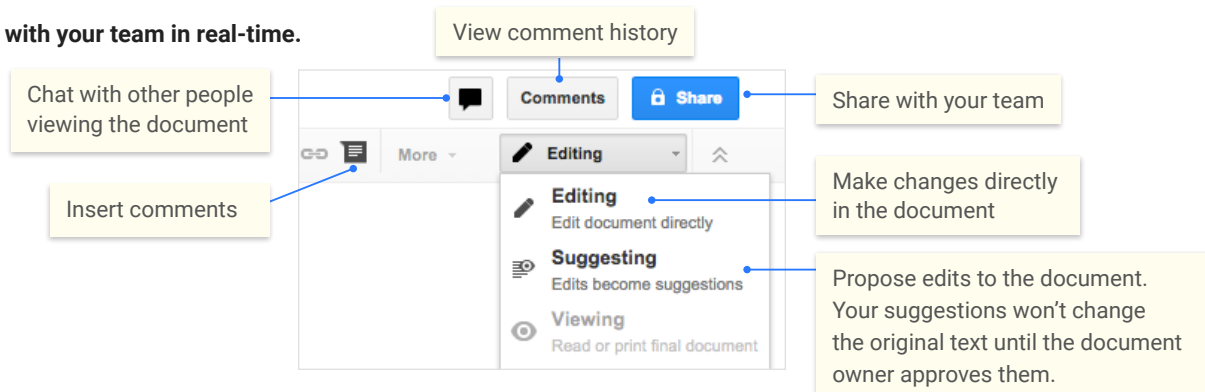 with your team in real-time.
View comment history
Chat with other people
viewing the document
Comments
Share
Share with your team
More
Editing
Insert comments
Editing
Edit document directly
Make changes directly
in the document
Suggesting
Edits become suggestions
Propose edits to the document.
Your suggestions won’t change
the original text until the document
owner approves them.
Viewing
Read or print final document